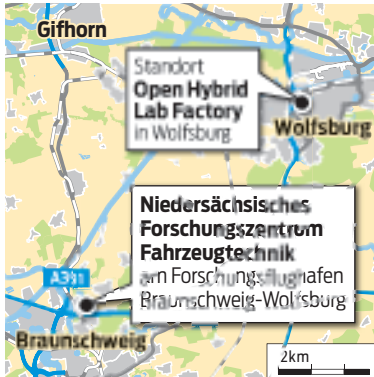 Gifhorn
Standort
Open Hybrid
Lab Factory
in Wolfsburg
Wolfsburg
Niedersächsisches
Forschungszentrum
Fahrzeugtechnik
am Forschungsflughafen
Braunschweig-Wolfsburg
A391
Braunschweig
2km